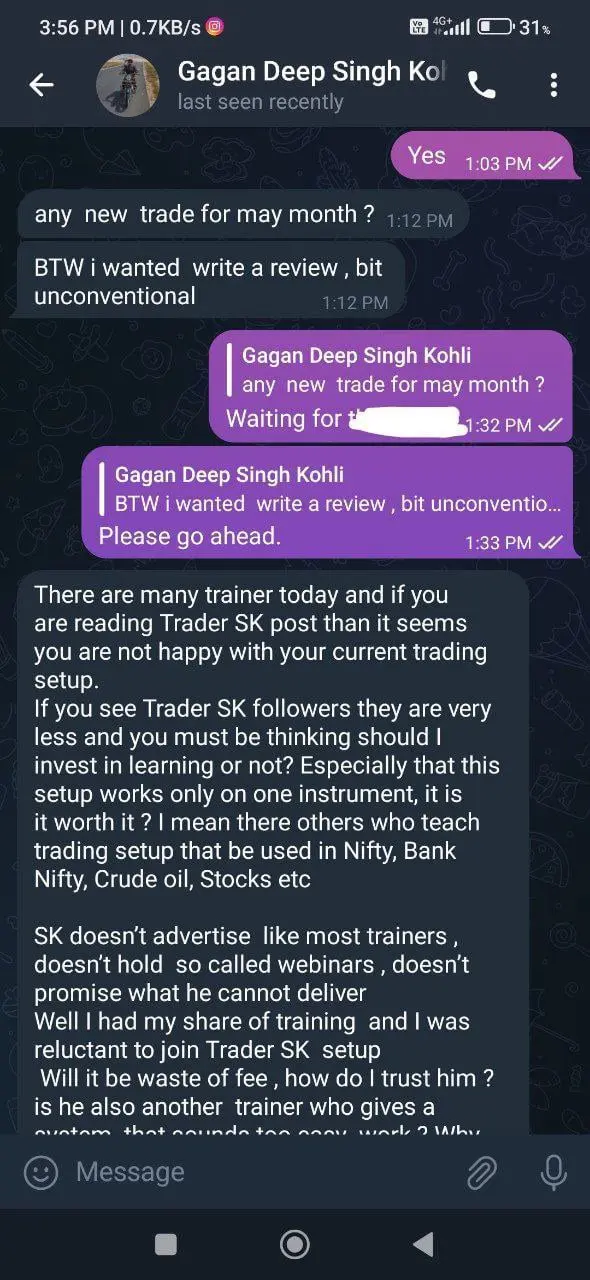 3:56 PM | 0.7KB/s
Vo LTE 4G+ 31%
Gagan Deep Singh Koh
last seen recently
Yes 1:03 PM
any new trade for may month ? 1:12 PM
BTW i wanted write a review , bit
unconventional 1:12 PM
Gagan Deep Singh Kohli
any new trade for may month ?
Waiting for 1:32 PM
Gagan Deep Singh Kohli
BTW i wanted write a review , bit unconventio...
Please go ahead. 1:33 PM
There are many trainer today and if you
are reading Trader SK post than it seems
you are not happy with your current trading
setup.
If you see Trader SK followers they are very
less and you must be thinking should I
invest in learning or not? Especially that this
setup works only on one instrument, it is
it worth it ? I mean there others who teach
trading setup that be used in Nifty, Bank
Nifty, Crude oil, Stocks etc
SK doesn't advertise like most trainers ,
doesn't hold so called webinars , doesn't
promise what he cannot deliver
Well I had my share of training and I was
reluctant to join Trader SK setup
Will it be waste of fee , how do I trust him ?
is he also another trainer who gives a
system that sounds too easy work ? Why
Message